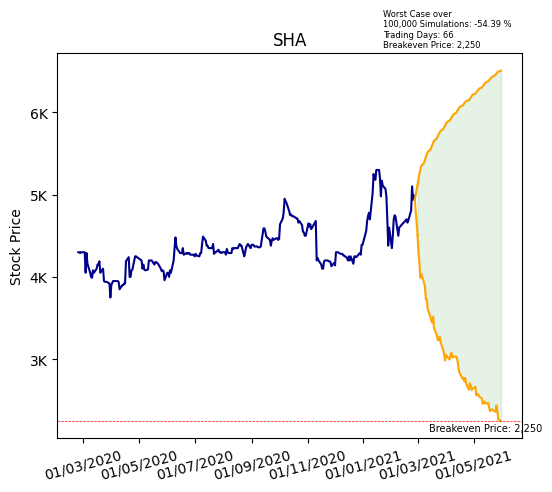 Worst Case over
100,000 Simulations: -54.39 %
Trading Days: 66
Breakeven Price: 2,250
SHA
6K
5K
4K
3K
Stock Price
Breakeven Price: 2,250
01/03/2020 01/05/2020 01/07/2020 01/09/2020 01/11/2020 01/01/2021 01/03/2021 01/05/2021